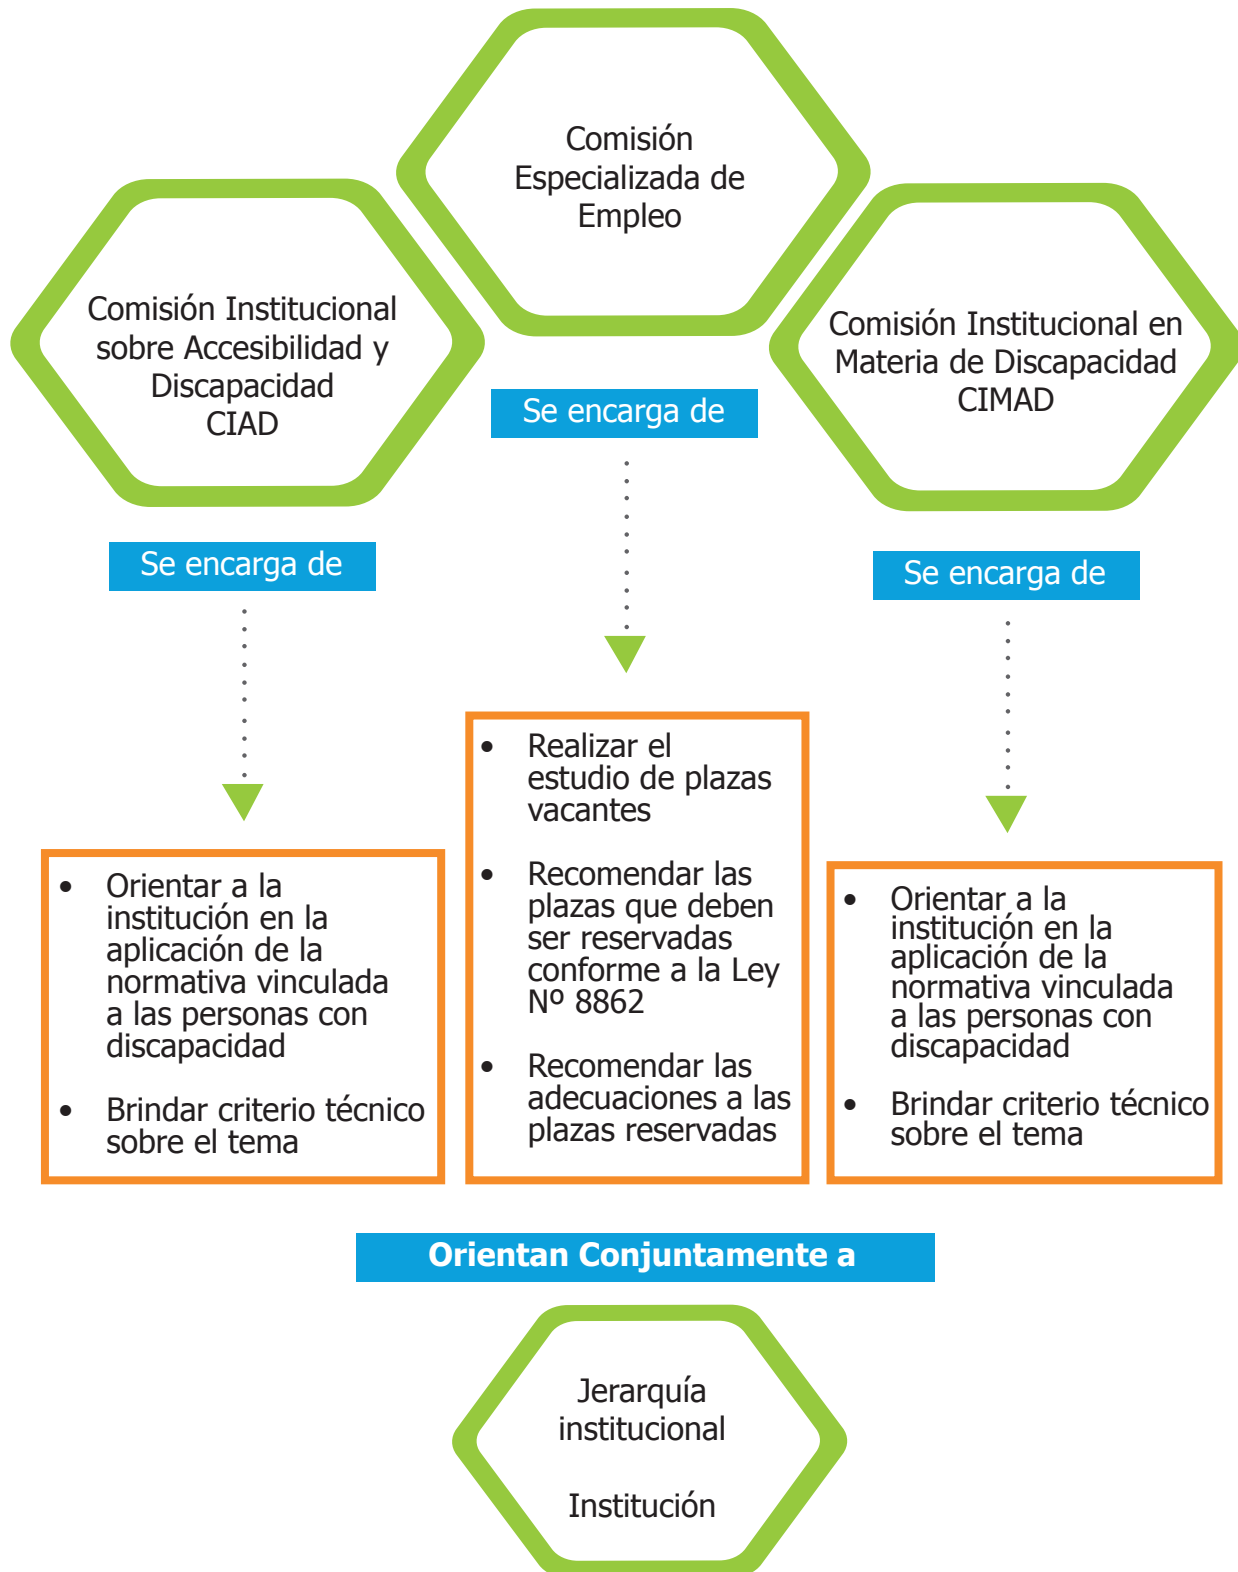 Comisión
Especializada de
Empleo
Comisión Institucional
sobre Accesibilidad y
Discapacidad
CIAD
Comisión Institucional en
Materia de Discapacidad
CIMAD
Se encarga de
Se encarga de
Se encarga de
• Orientar a la
institución en la
aplicación de la
normativa vinculada
a las personas con
discapacidad
• Brindar criterio técnico
sobre el tema
• Realizar el
estudio de plazas
vacantes
• Recomendar las
plazas que deben
ser reservadas
conforme a la Ley
Nº 8862
• Recomendar las
adecuaciones a las
plazas reservadas
• Orientar a la
institución en la
aplicación de la
normativa vinculada
a las personas con
discapacidad
• Brindar criterio técnico
sobre el tema
Orientan Conjuntamente a
Jerarquía
institucional
Institución